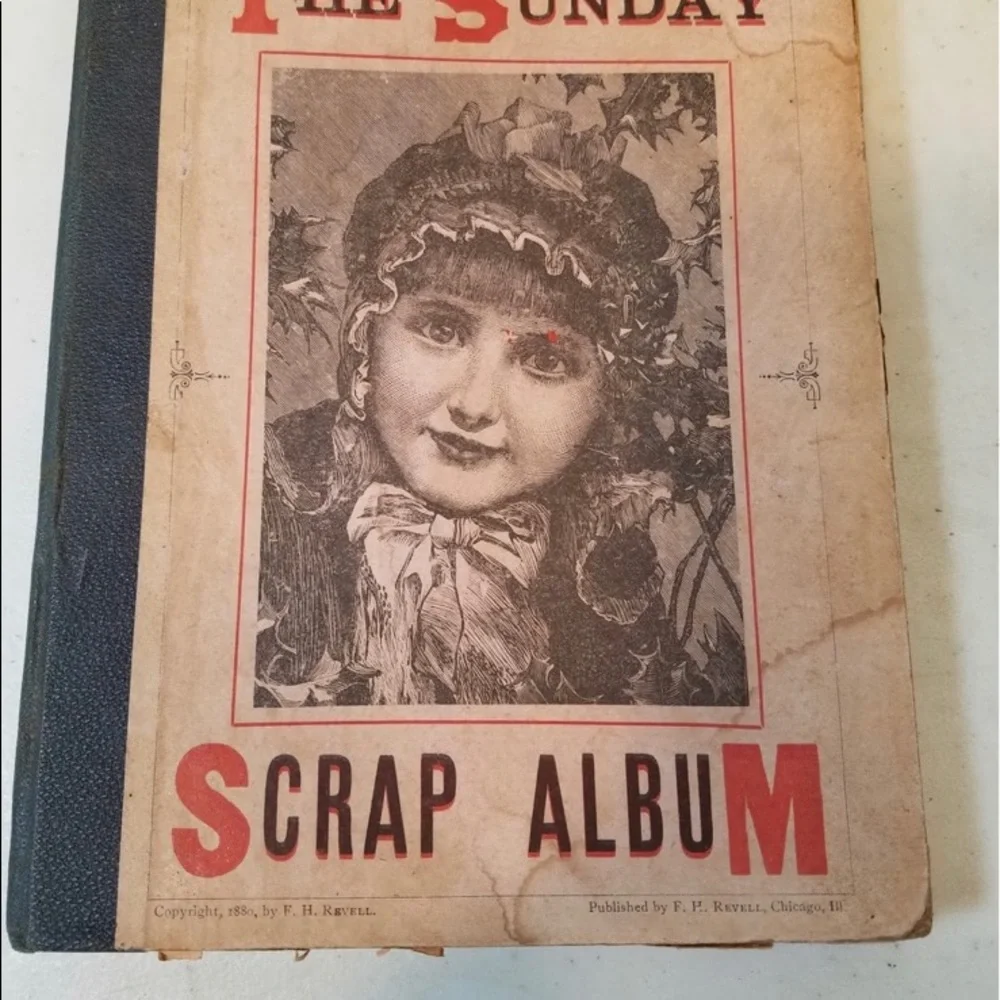 THE SUNDAY
SCRAP ALBUM
Copyright, 1880, by F. H. REVELL.
Published by F. H. REVELL, Chicago, Ill